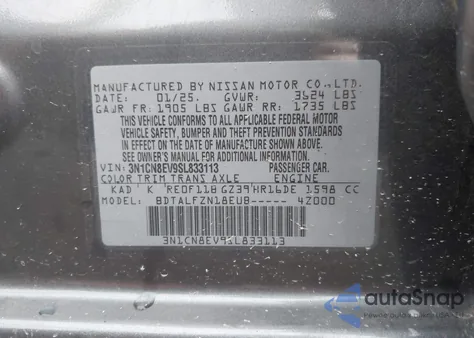 MANUFACTURED BY NISSAN MOTOR CO., LTD.
DATE: 01/25. GVWR: 3624 LBS
GAWR FR: 1905 LBS GAWR RR: 1735 LBS
THIS VEHICLE CONFORMS TO ALL APPLICABLE FEDERAL MOTOR
VEHICLE SAFETY, BUMPER AND THEFT PREVENTION STANDARDS
IN EFFECT ON THE DATE OF MANUFACTURE SHOWN ABOVE.
SEE OWNER'S MANUAL FOR ADDITIONAL INFORMATION.
VIN: 3N1CN8EV9SL833113 PASSENGER CAR.
COLOR TRIM TRANS AXLE ENGINE
KAD K RE0F11B GZ39 HR16DE 1.598 CC
MODEL: BDTALFZN18EUB----- 4Z000
3N1CN8EV9SL833113
autoSnap